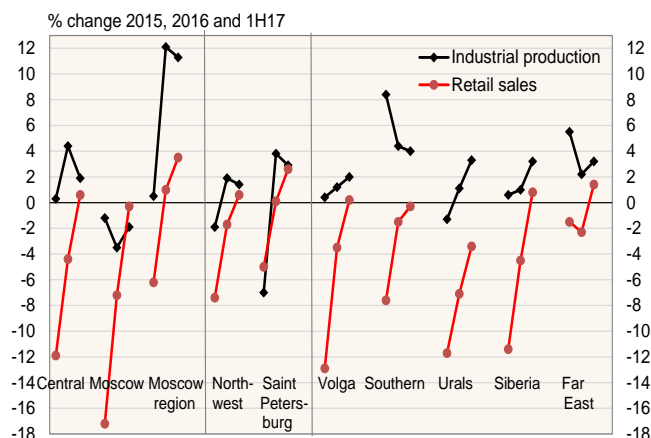 % change 2015, 2016 and 1H17
12
12
10
10
8
8
6
6
4
4
2
2
0
0
-2
-2
-4
-4
-6
-6
-8
-8
-10
-10
-12
-12
-14
-14
-16
-16
-18
-18
Industrial production
Retail sales
Central
Moscow
Moscow
region
North-
west
Saint
Peters-
burg
Volga
Southern
Urals
Siberia
Far
East